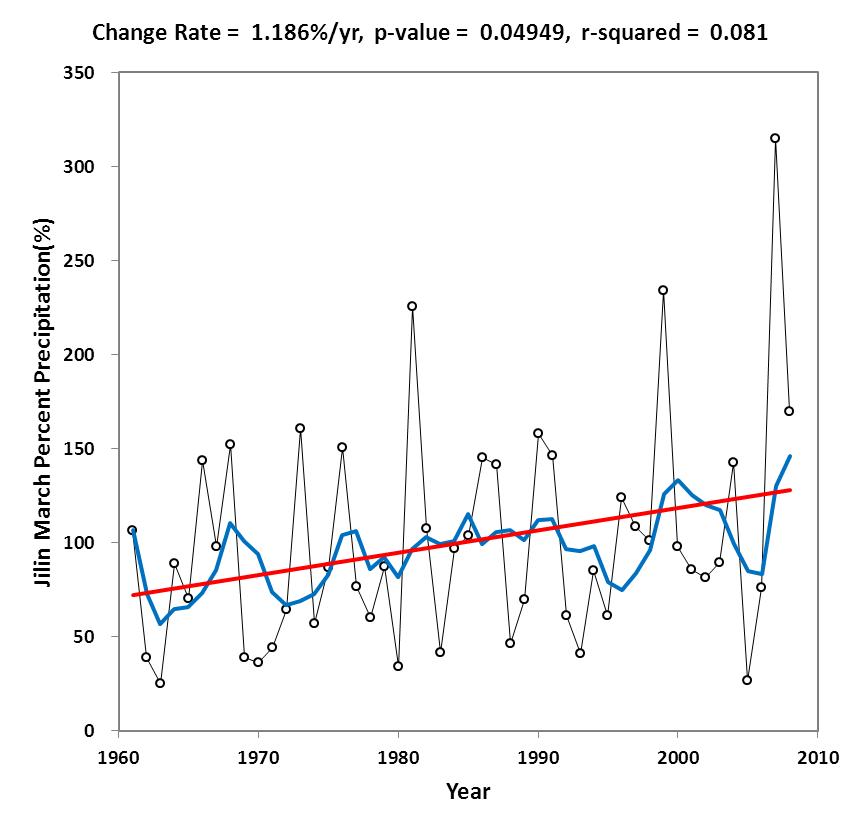 Change Rate = 1.186%/yr, p-value = 0.04949, r-squared = 0.081
350
300
250
200
150
100
50
0
Jilin March Percent Precipitation(%)
1960 1970 1980 1990 2000 2010
Year